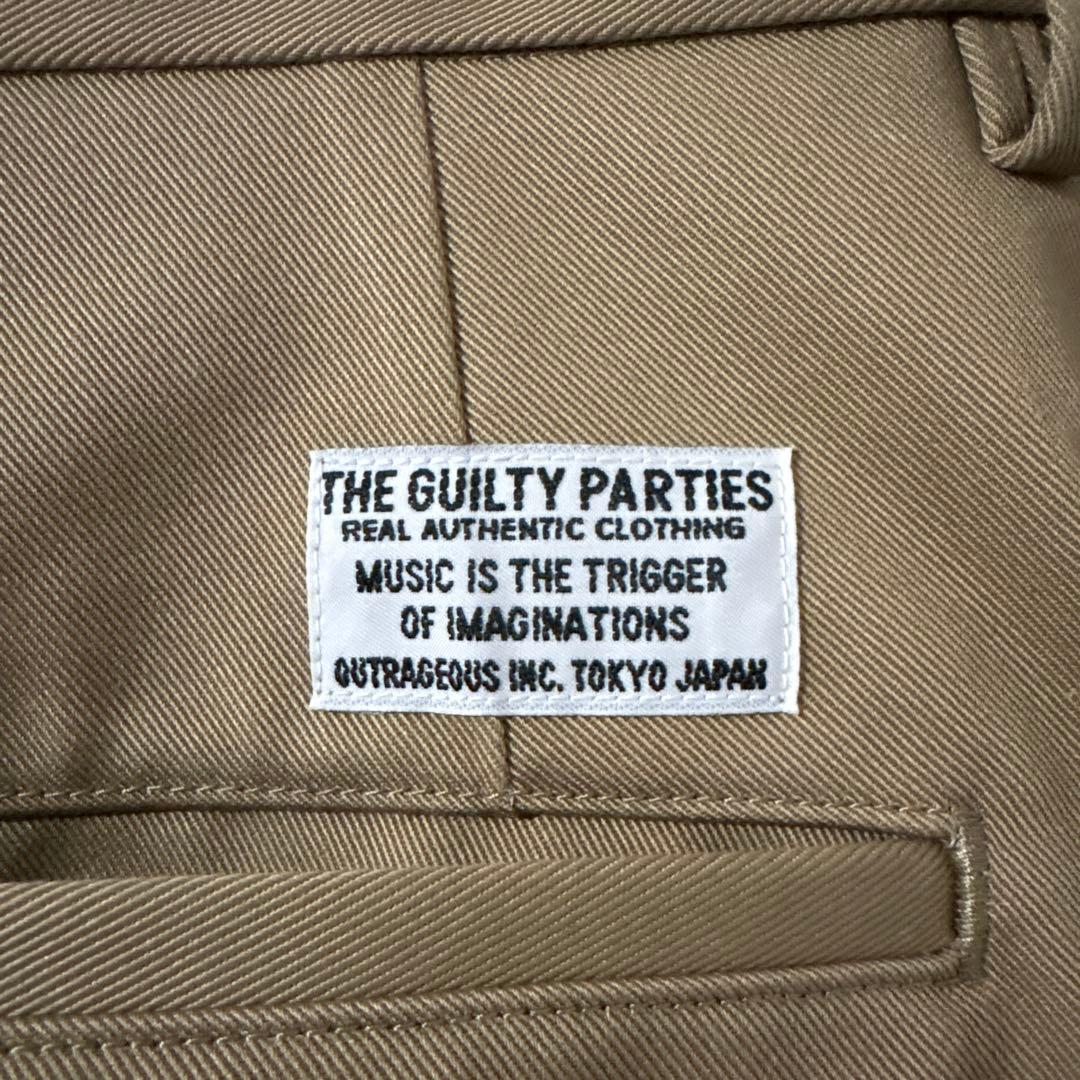 THE GUILTY PARTIES
REAL AUTHENTIC CLOTHING
MUSIC IS THE TRIGGER
OF IMAGINATIONS
OUTRAGEOUS INC. TOKYO JAPAN